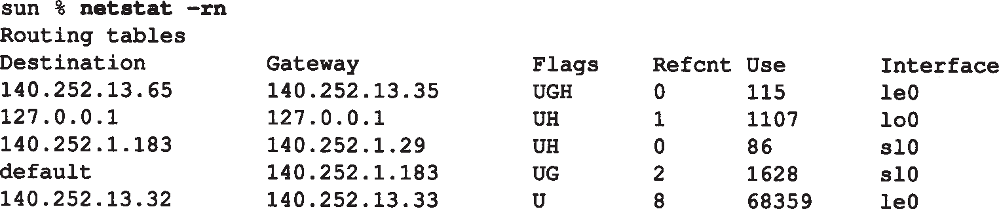 sun % netstat -rn
Routing tables
Destination Gateway Flags Refcnt Use Interface
140.252.13.65 140.252.13.35 UGH 0 115 le0
127.0.0.1 127.0.0.1 UH 1 1107 lo0
140.252.1.183 140.252.1.29 UH 0 86 sl0
default 140.252.1.183 UG 2 1628 sl0
140.252.13.32 140.252.13.33 U 8 68359 le0